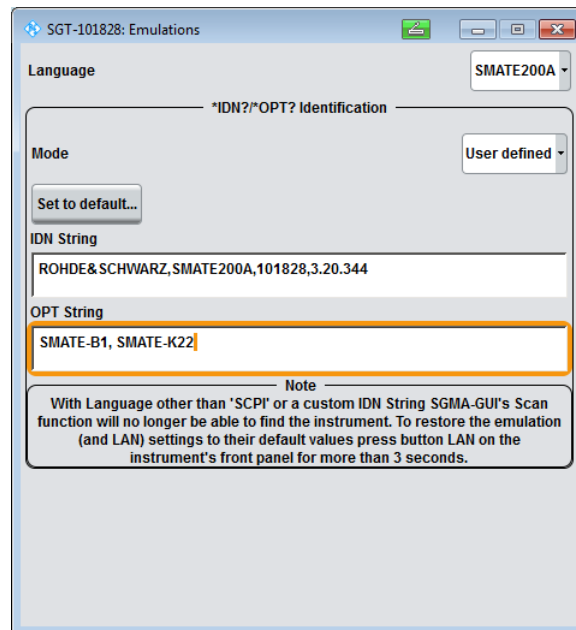 SGT-101828: Emulations
Language
SMATE200A
*IDN?/*OPT? Identification
Mode
User defined
Set to default...
IDN String
ROHDE&SCHWARZ,SMATE200A,101828,3.20.344
OPT String
SMATE-B1, SMATE-K22
Note
With Language other than 'SCPI' or a custom IDN String SGMA-GUI's Scan
function will no longer be able to find the instrument. To restore the emulation
(and LAN) settings to their default values press button LAN on the
instrument's front panel for more than 3 seconds.